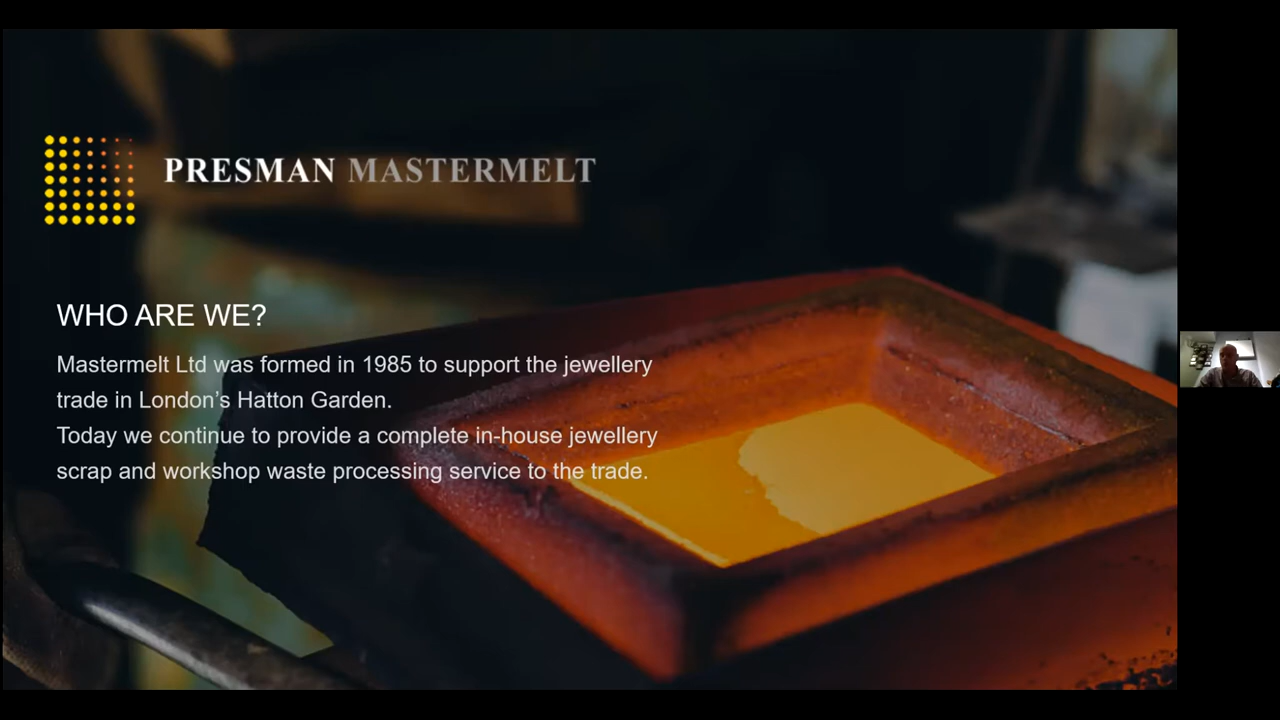 PRESMAN MASTERMELT
WHO ARE WE?
Mastermelt Ltd was formed in 1985 to support the jewellery
trade in London’s Hatton Garden.
Today we continue to provide a complete in-house jewellery
scrap and workshop waste processing service to the trade.